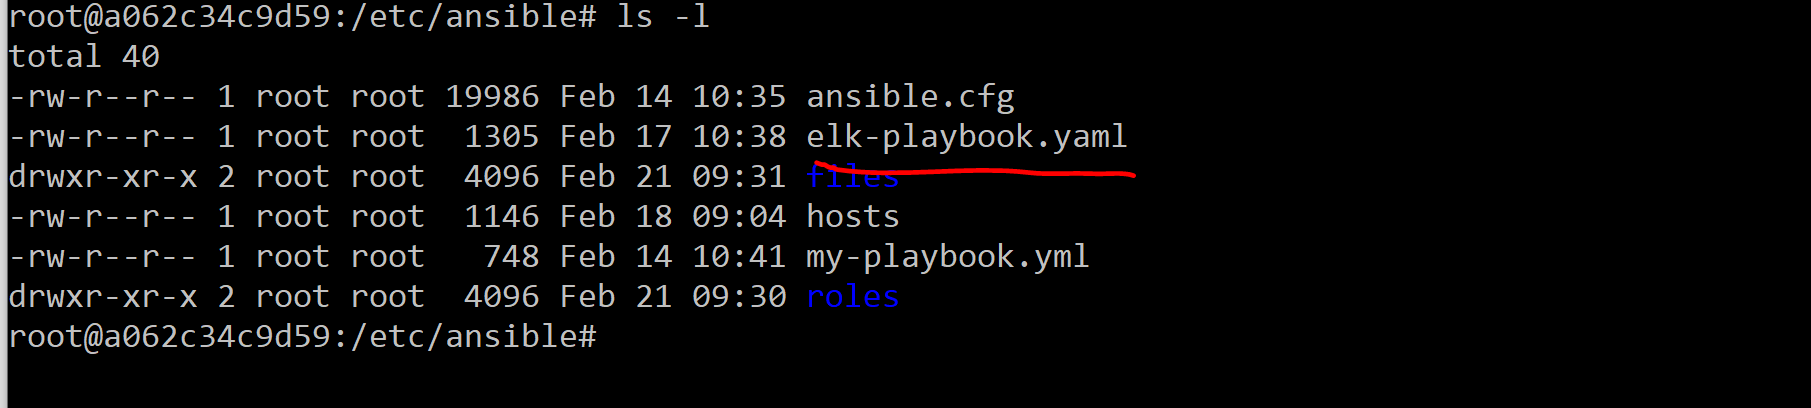 root@a062c34c9d59:/etc/ansible# ls -l
total 40
-rw-r--r-- 1 root root 19986 Feb 14 10:35 ansible.cfg
-rw-r--r-- 1 root root  1305 Feb 17 10:38 elk-playbook.yaml
drwxr-xr-x 2 root root  4096 Feb 21 09:31 files
-rw-r--r-- 1 root root  1146 Feb 18 09:04 hosts
-rw-r--r-- 1 root root   748 Feb 14 10:41 my-playbook.yml
drwxr-xr-x 2 root root  4096 Feb 21 09:30 roles
root@a062c34c9d59:/etc/ansible#